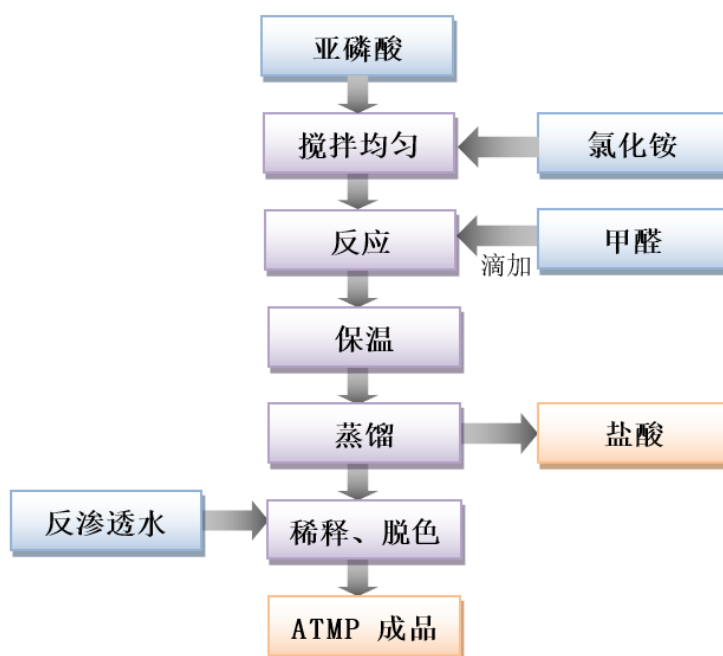 亚磷酸
搅拌均匀
氯化铵
反应
甲醛
滴加
保温
蒸馏
盐酸
反渗透水
稀释、脱色
ATMP 成品